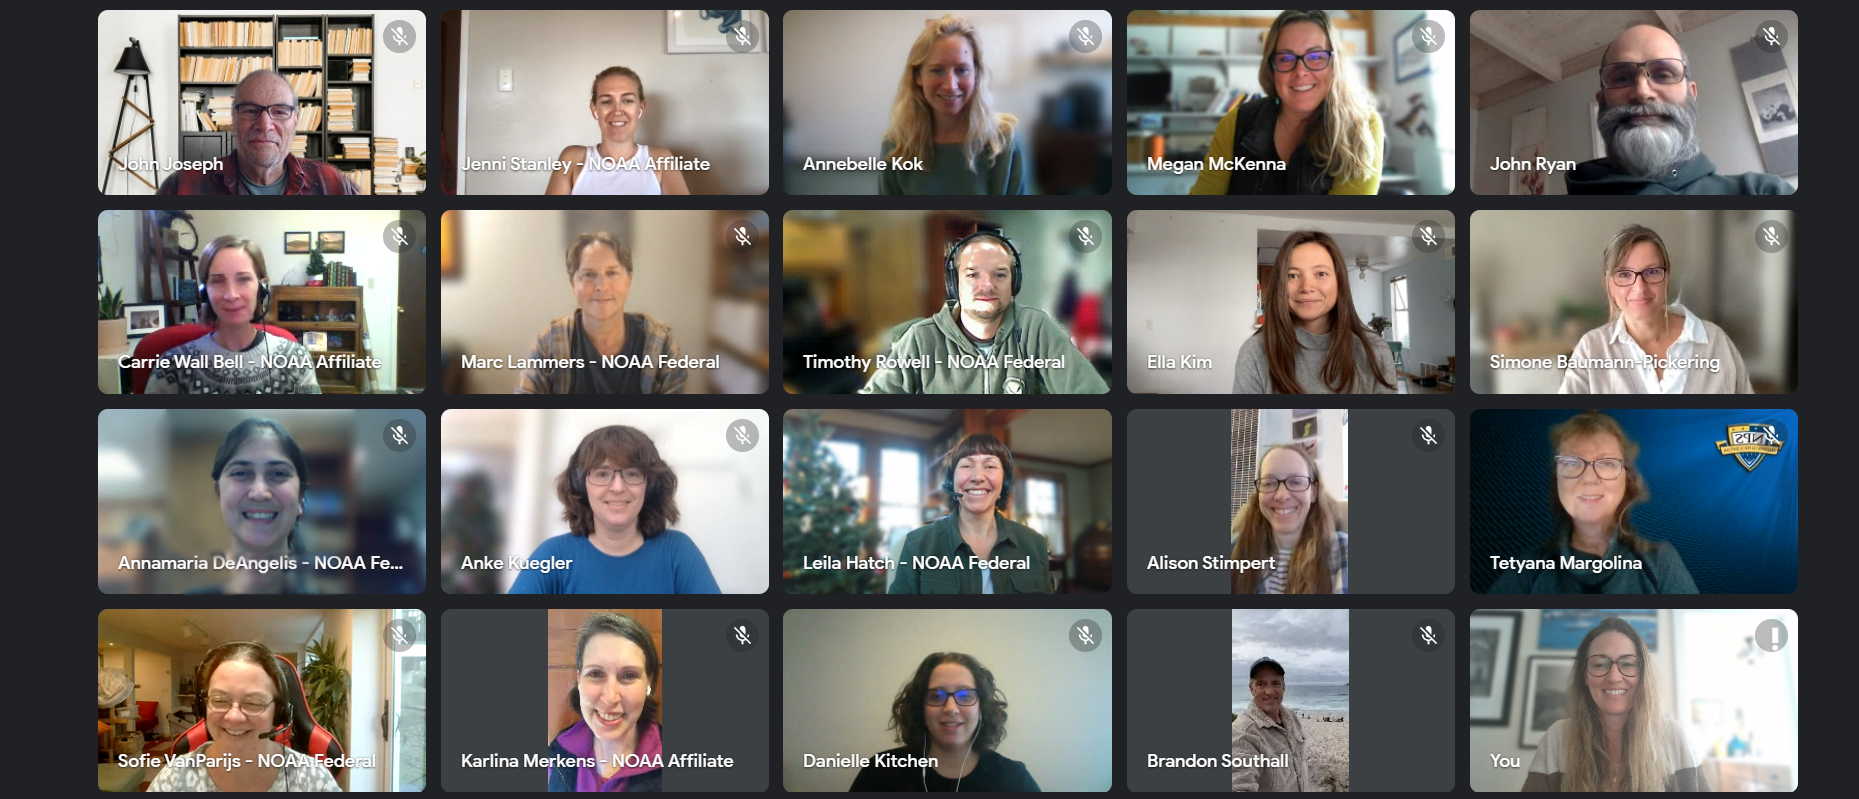 John Joseph
Jenni Stanley - NOAA Affiliate
Annebelle Kok
Megan McKenna
John Ryan
Carrie Wall Bell - NOAA Affiliate
Marc Lammers - NOAA Federal
Timothy Rowell - NOAA Federal
Ella Kim
Simone Baumann-Pickering
Annamaria DeAngelis - NOAA Fe...
Anke Kuegler
Leila Hatch - NOAA Federal
Alison Stimpert
NPS
Tetyana Margolina
Sofie VanParijs - NOAA Federal
Karlina Merkens - NOAA Affiliate
Danielle Kitchen
Brandon Southall
You